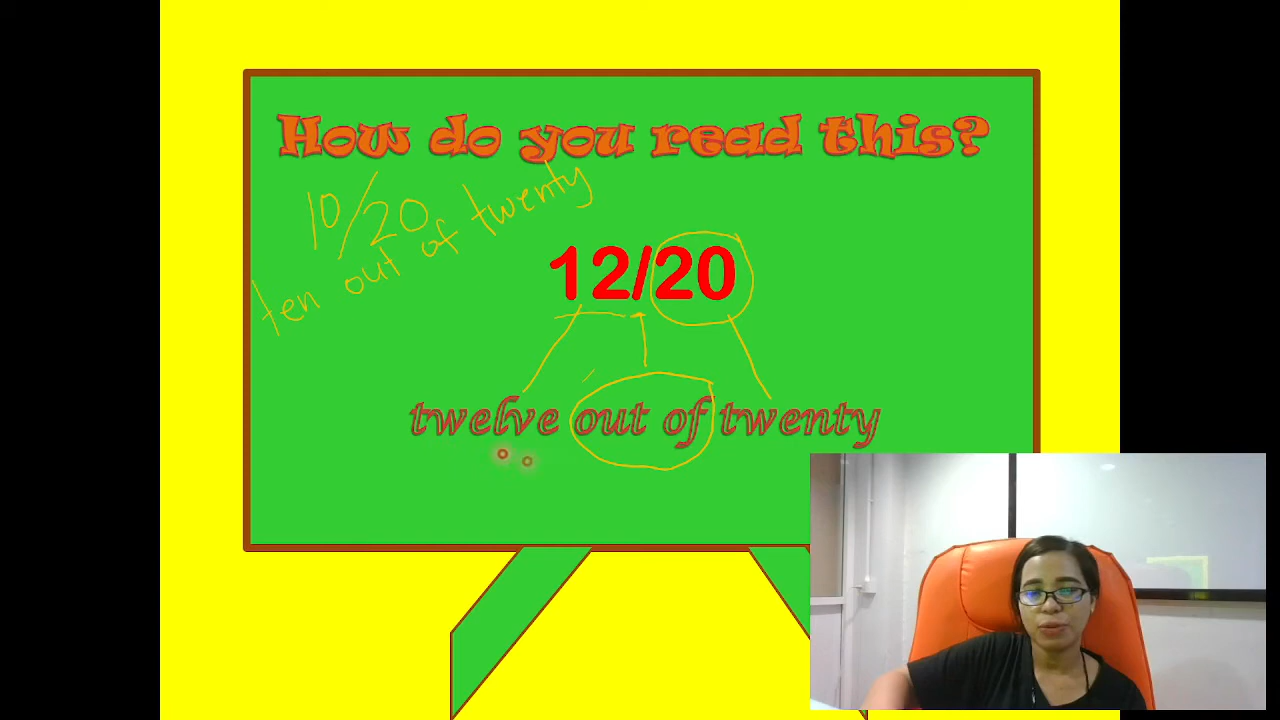 How do you read this?
10/20
ten out of twenty
12/20
twelve out of twenty